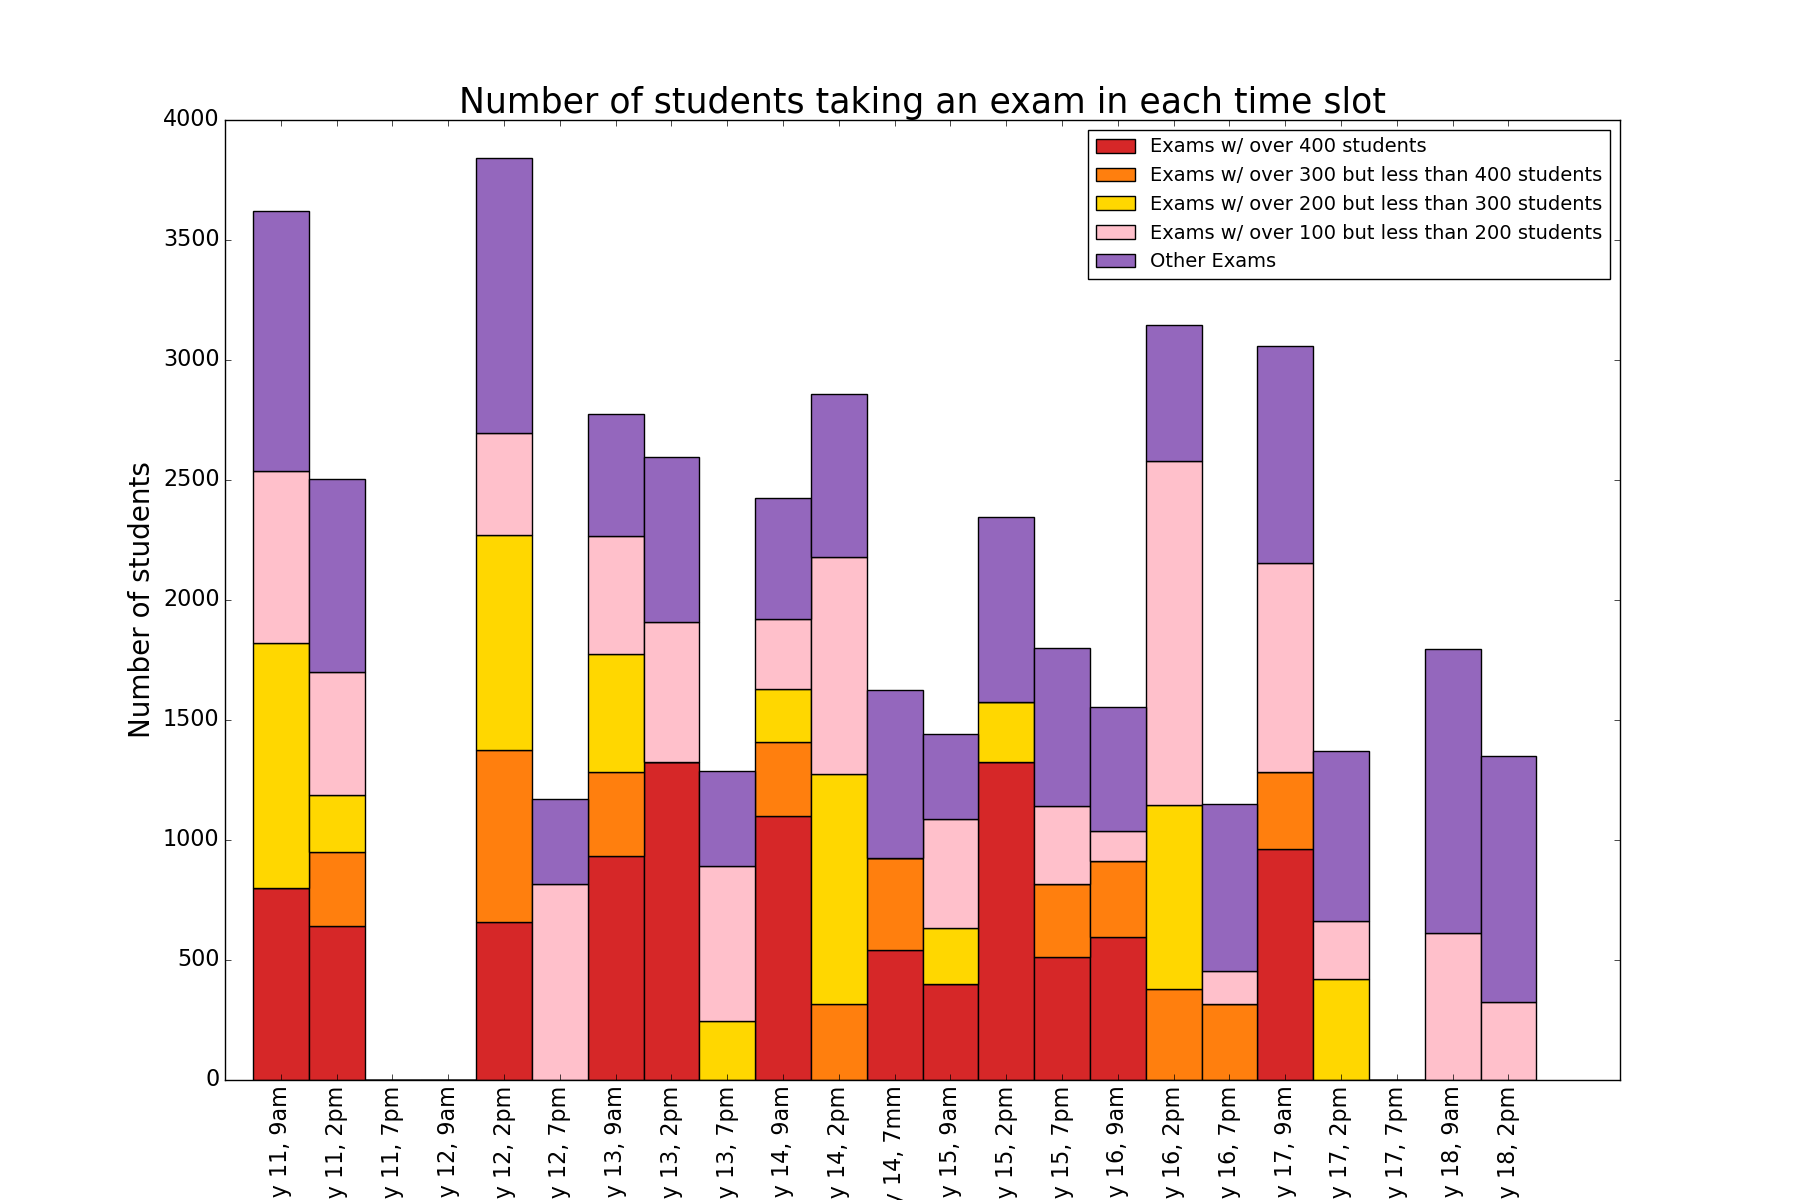 Number of students taking an exam in each time slot
4000
3500
3000
2500
2000
1500
1000
500
0
Number of students
Exams w/ over 400 students
Exams w/ over 300 but less than 400 students
Exams w/ over 200 but less than 300 students
Exams w/ over 100 but less than 200 students
Other Exams
y 11, 9am
y 11, 2pm
y 11, 7pm
y 12, 9am
y 12, 2pm
y 12, 7pm
y 13, 9am
y 13, 2pm
y 13, 7pm
y 14, 9am
y 14, 2pm
y 14, 7mm
y 15, 9am
y 15, 2pm
y 15, 7pm
y 16, 9am
y 16, 2pm
y 16, 7pm
y 17, 9am
y 17, 2pm
y 17, 7pm
y 18, 9am
y 18, 2pm